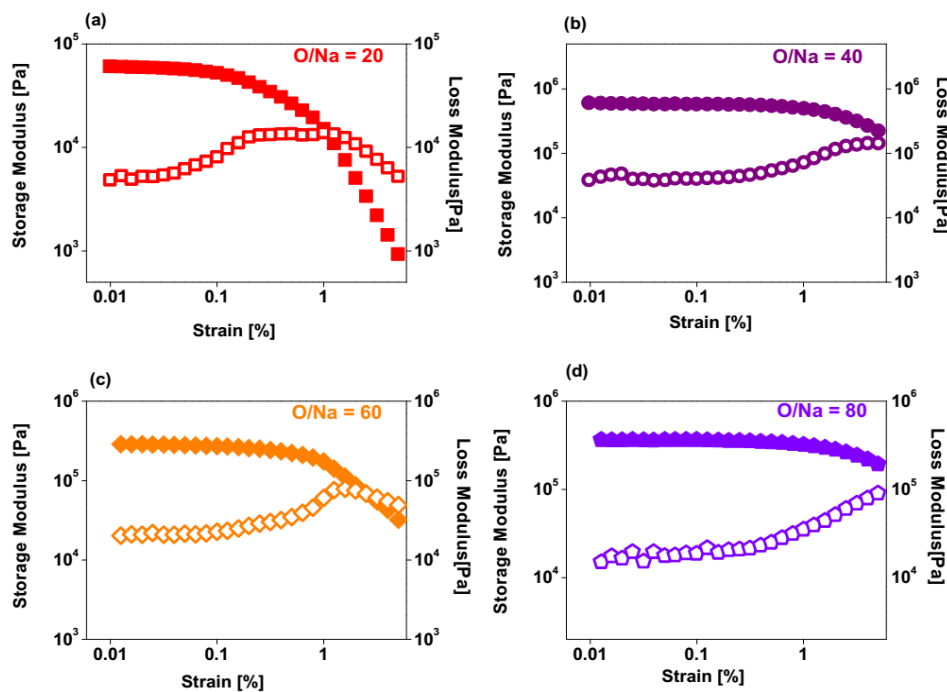 (a)
O/Na = 20
Storage Modulus [Pa]
10^5
10^4
10^3
Loss Modulus[Pa]
10^5
10^4
10^3
0.01 0.1 1
Strain [%]
(b)
O/Na = 40
Storage Modulus [Pa]
10^6
10^5
10^4
10^3
Loss Modulus[Pa]
10^6
10^5
10^4
10^3
0.01 0.1 1
Strain [%]
(c)
O/Na = 60
Storage Modulus [Pa]
10^6
10^5
10^4
10^3
Loss Modulus[Pa]
10^6
10^5
10^4
10^3
0.01 0.1 1
Strain [%]
(d)
O/Na = 80
Storage Modulus [Pa]
10^6
10^5
10^4
Loss Modulus[Pa]
10^6
10^5
10^4
0.01 0.1 1
Strain [%]